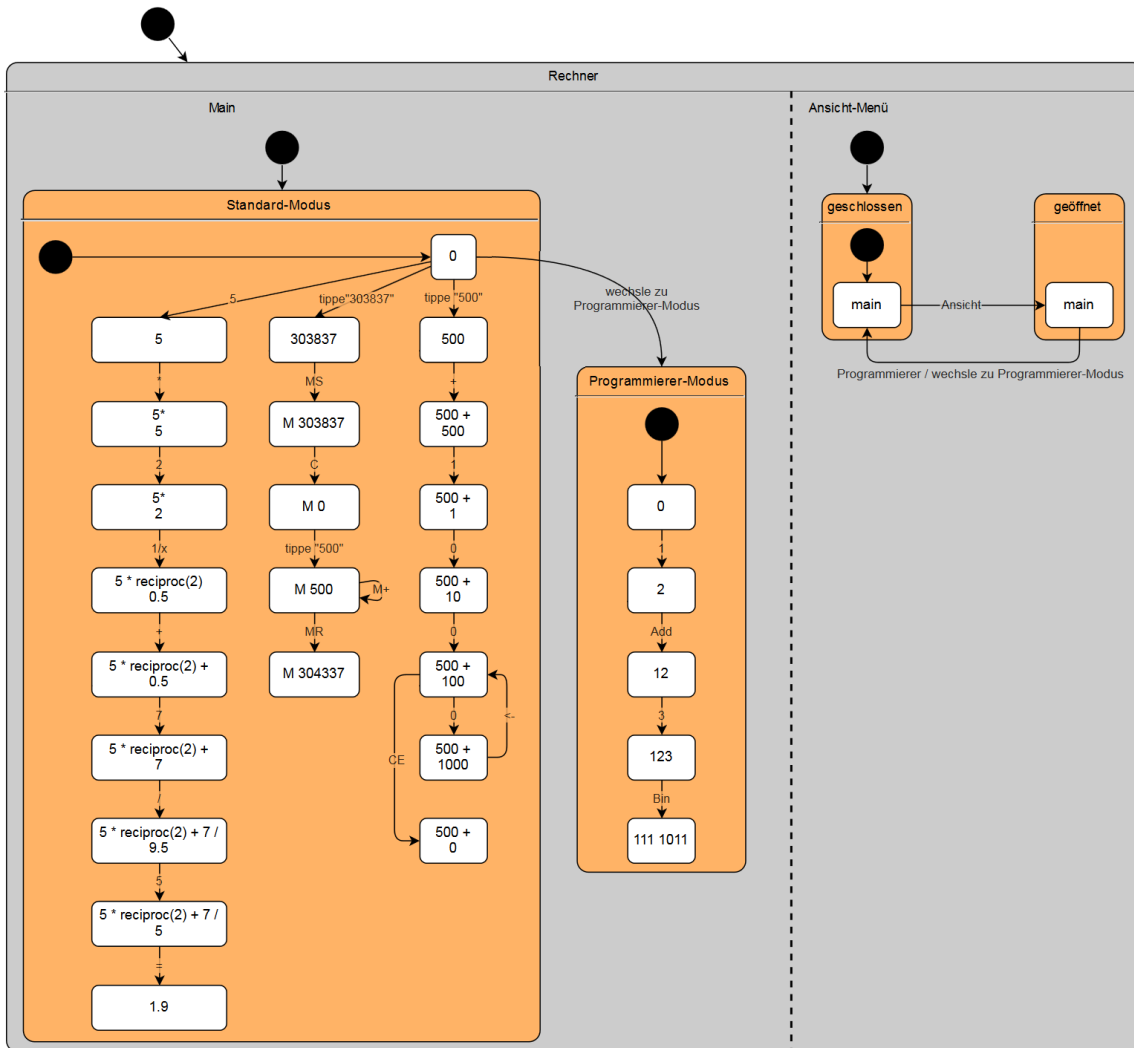 Rechner
Main
Standard-Modus
0
5
tippe"303837"
tippe "500"
wechsle zu
Programmierer-Modus
5
*
5*
5
2
5*
2
1/x
5 * reciproc(2)
0.5
+
5 * reciproc(2) +
0.5
7
5 * reciproc(2) +
7
/
5 * reciproc(2) + 7 /
9.5
5
5 * reciproc(2) + 7 /
5
=
1.9
303837
MS
M 303837
C
M 0
tippe "500"
M 500
M+
MR
M 304337
500
+
500 +
500
1
500 +
1
0
500 +
10
0
500 +
100
0
<-
500 +
1000
CE
500 +
0
Programmierer-Modus
0
1
2
Add
12
3
123
Bin
111 1011
Ansicht-Menü
geschlossen
main
Ansicht
geöffnet
main
Programmierer / wechsle zu Programmierer-Modus